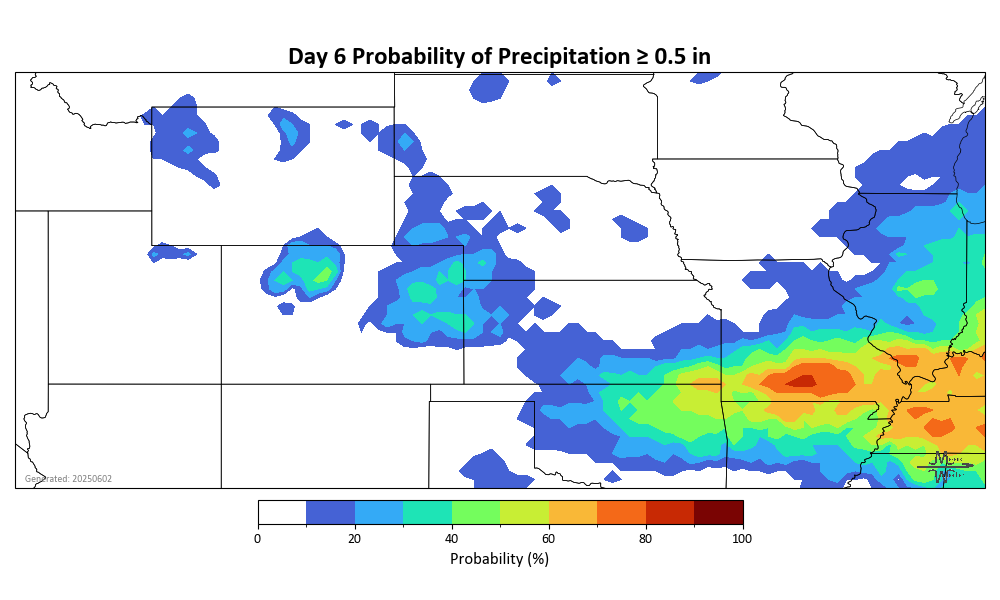 Day 6 Probability of Precipitation ≥ 0.5 in
Generated: 20250602
0 20 40 60 80 100
Probability (%)